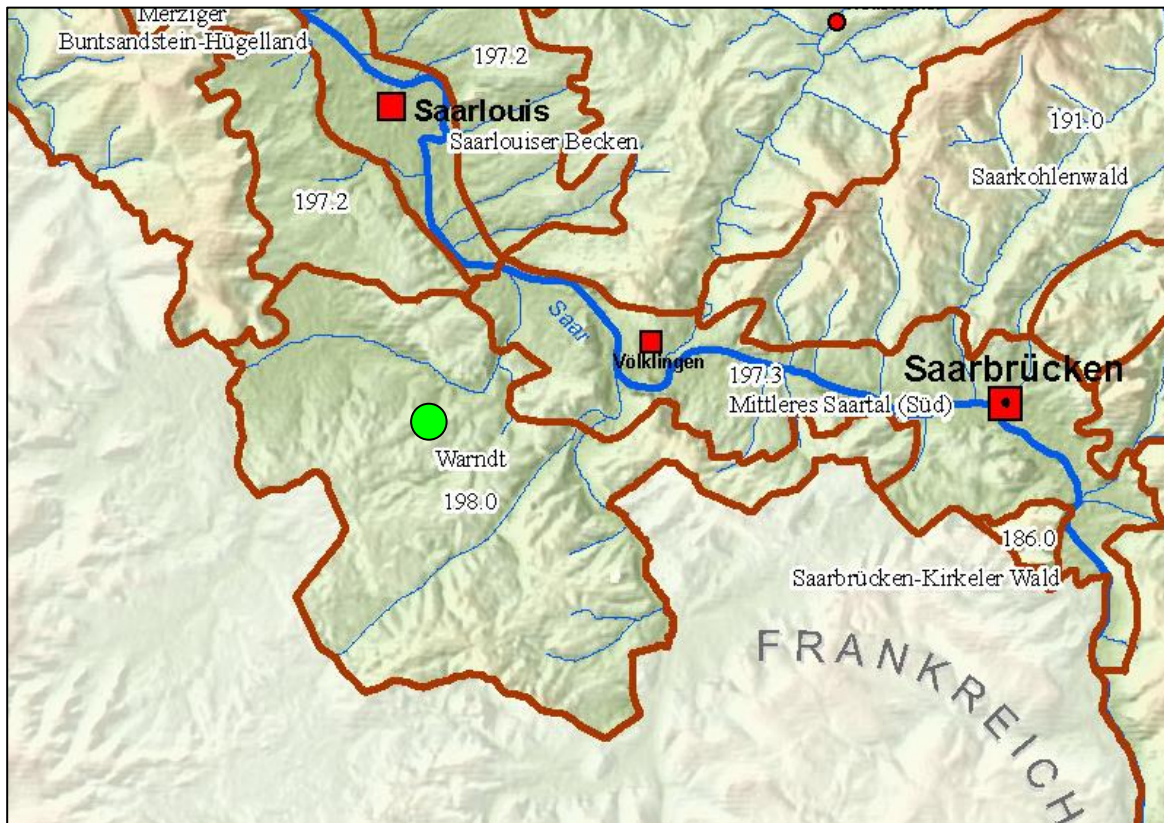 Merziger
Buntsandstein-Hügelland
197.2
Saarlouis
Saarlouiser Becken
191.0
Saarkohlenwald
197.2
Saar
Völklingen
197.3
Mittleres Saartal (Süd)
Saarbrücken
Warndt
198.0
186.0
Saarbrücken-Kirkeler Wald
FRANKREICH